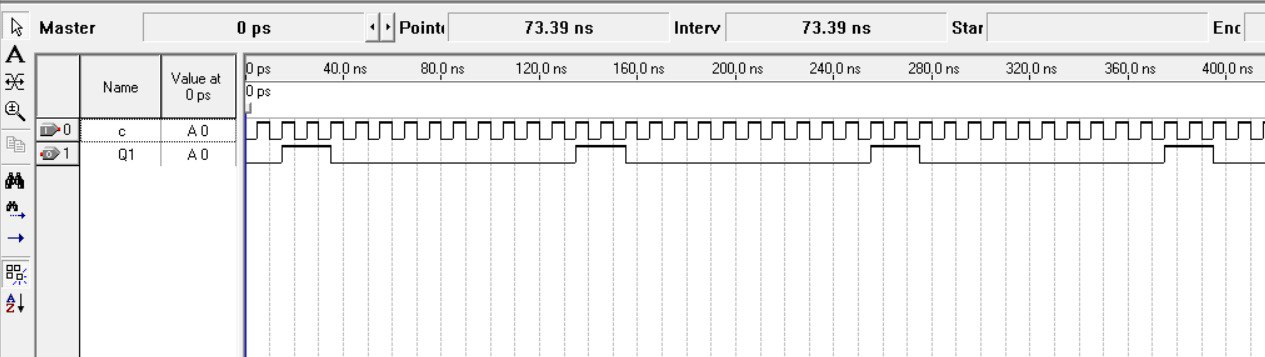 Master 0 ps Point 73.39 ns Interv 73.39 ns Star Enc
A
Name Value at
0 ps
0 ps 40.0 ns 80.0 ns 120.0 ns 160.0 ns 200.0 ns 240.0 ns 280.0 ns 320.0 ns 360.0 ns 400.0 ns
0 ps
0 c A 0
1 Q1 A 0
A
Z